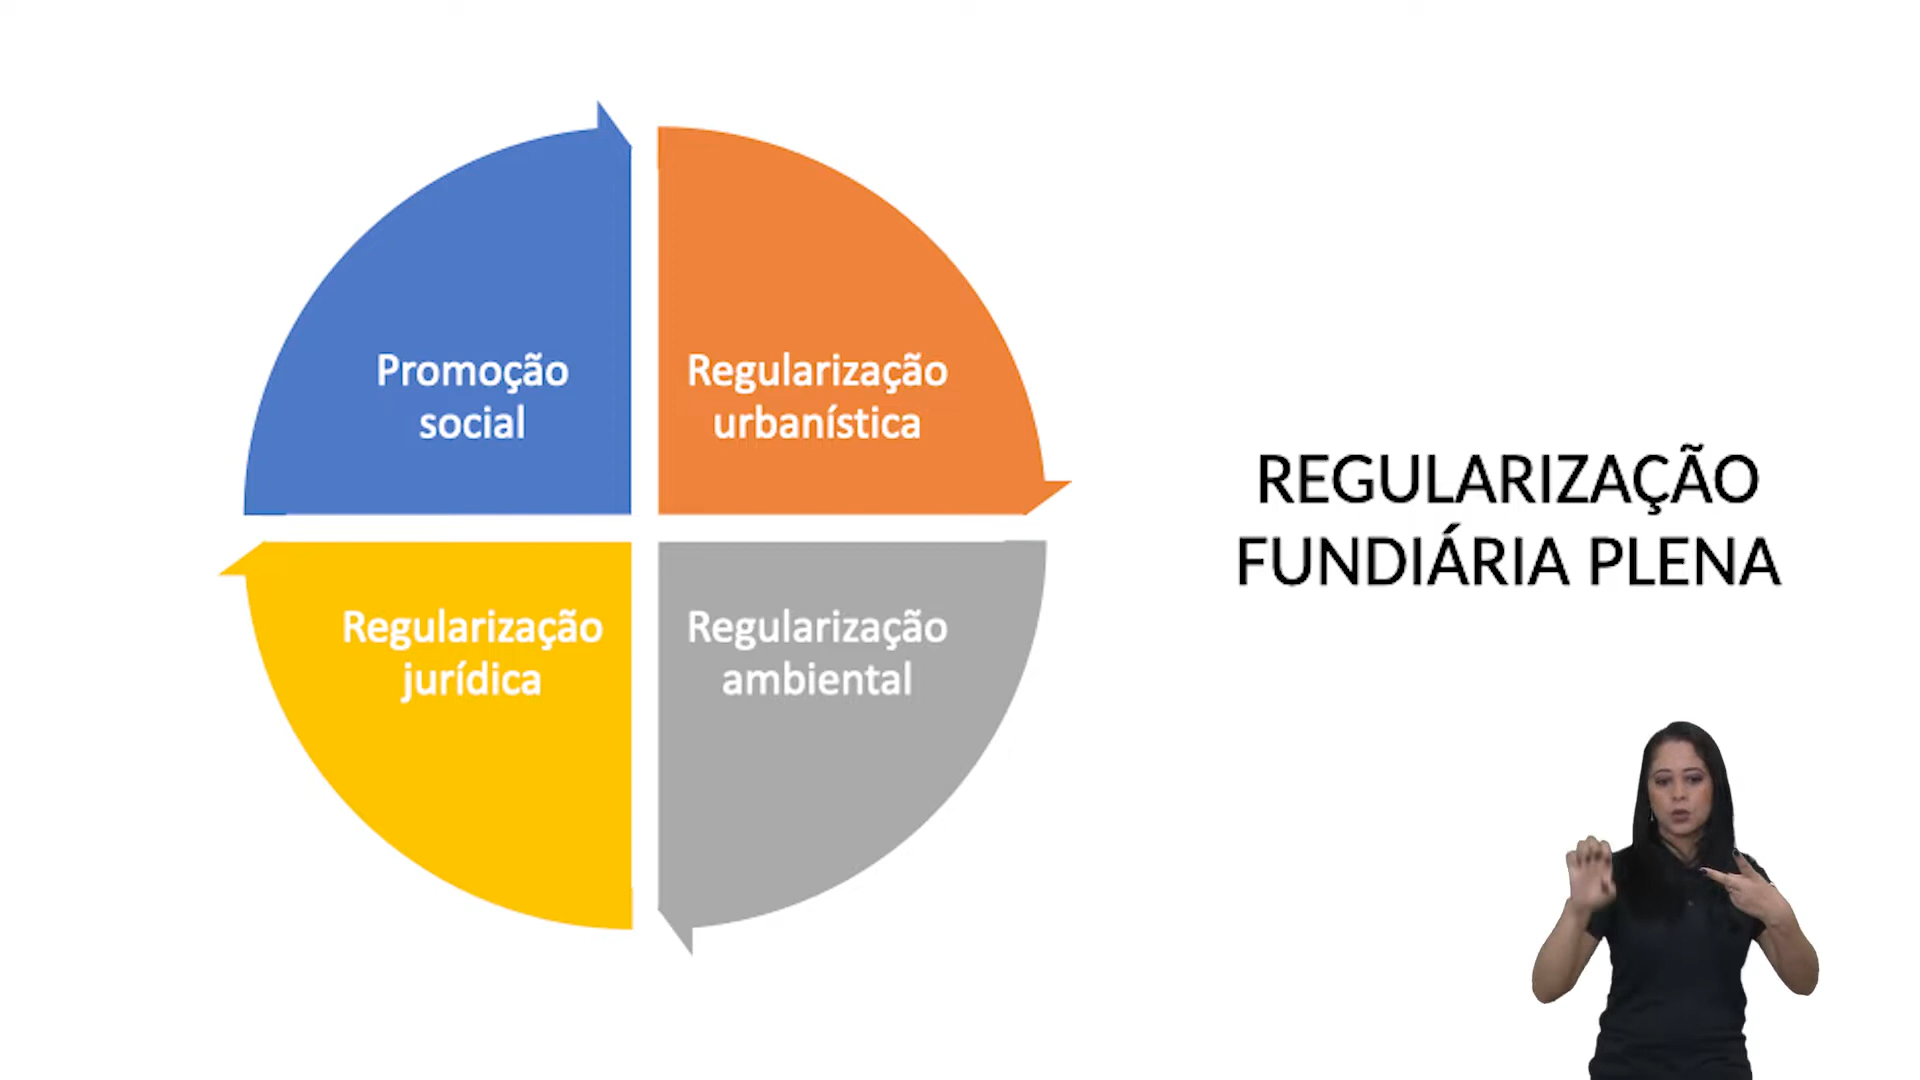 Promoção
social
Regularização
urbanística
Regularização
jurídica
Regularização
ambiental
REGULARIZAÇÃO
FUNDIÁRIA PLENA